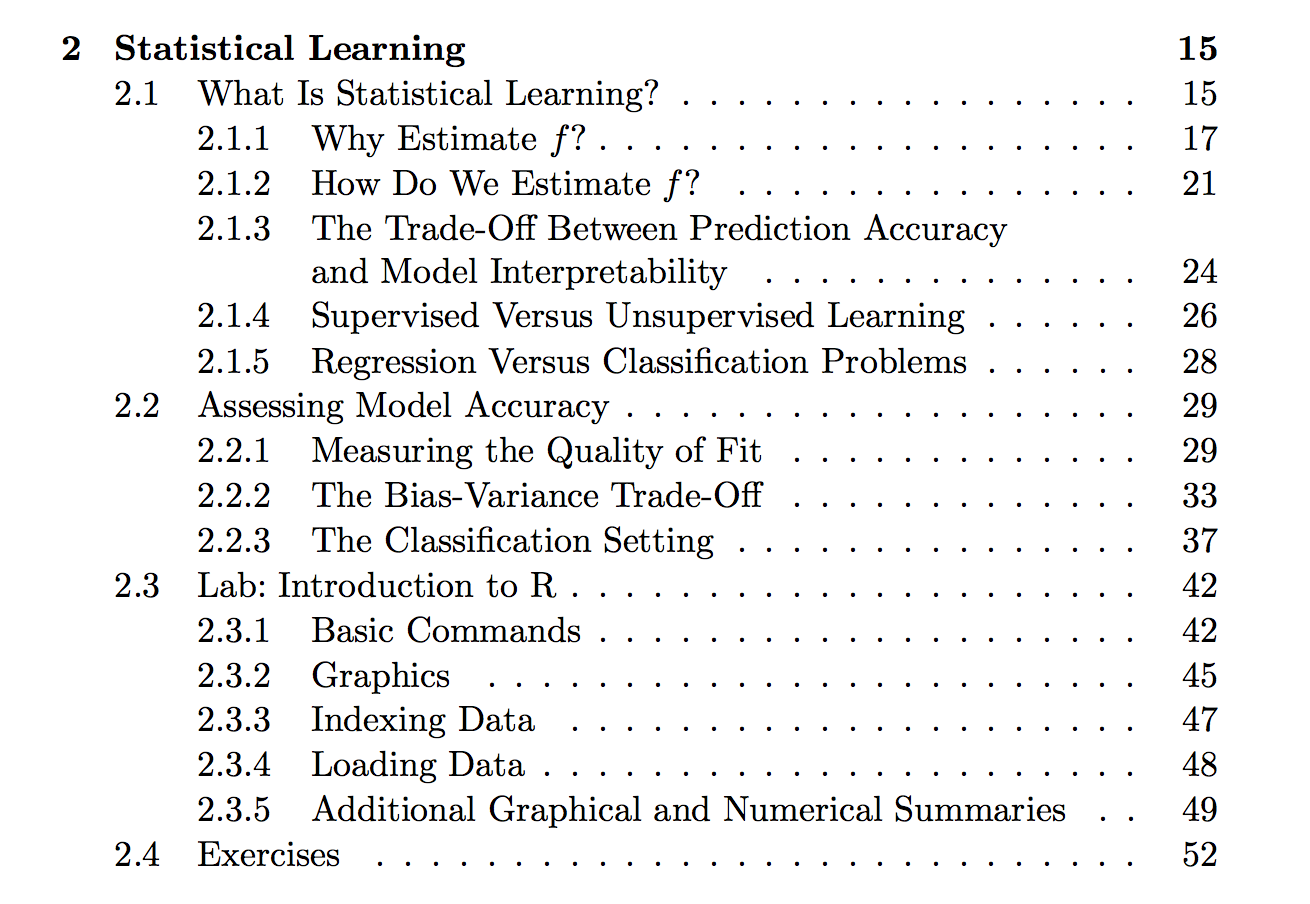 2 Statistical Learning 15
2.1 What Is Statistical Learning? . . . . . . . . . . . . . . . . . 15
2.1.1 Why Estimate f? . . . . . . . . . . . . . . . . . . . . 17
2.1.2 How Do We Estimate f? . . . . . . . . . . . . . . . 21
2.1.3 The Trade-Off Between Prediction Accuracy
and Model Interpretability . . . . . . . . . . . . . . 24
2.1.4 Supervised Versus Unsupervised Learning . . . . . . 26
2.1.5 Regression Versus Classification Problems . . . . . . 28
2.2 Assessing Model Accuracy . . . . . . . . . . . . . . . . . . . 29
2.2.1 Measuring the Quality of Fit . . . . . . . . . . . . . 29
2.2.2 The Bias-Variance Trade-Off . . . . . . . . . . . . . 33
2.2.3 The Classification Setting . . . . . . . . . . . . . . . 37
2.3 Lab: Introduction to R . . . . . . . . . . . . . . . . . . . . . 42
2.3.1 Basic Commands . . . . . . . . . . . . . . . . . . . . 42
2.3.2 Graphics . . . . . . . . . . . . . . . . . . . . . . . . 45
2.3.3 Indexing Data . . . . . . . . . . . . . . . . . . . . . 47
2.3.4 Loading Data . . . . . . . . . . . . . . . . . . . . . . 48
2.3.5 Additional Graphical and Numerical Summaries . . 49
2.4 Exercises . . . . . . . . . . . . . . . . . . . . . . . . . . . . 52